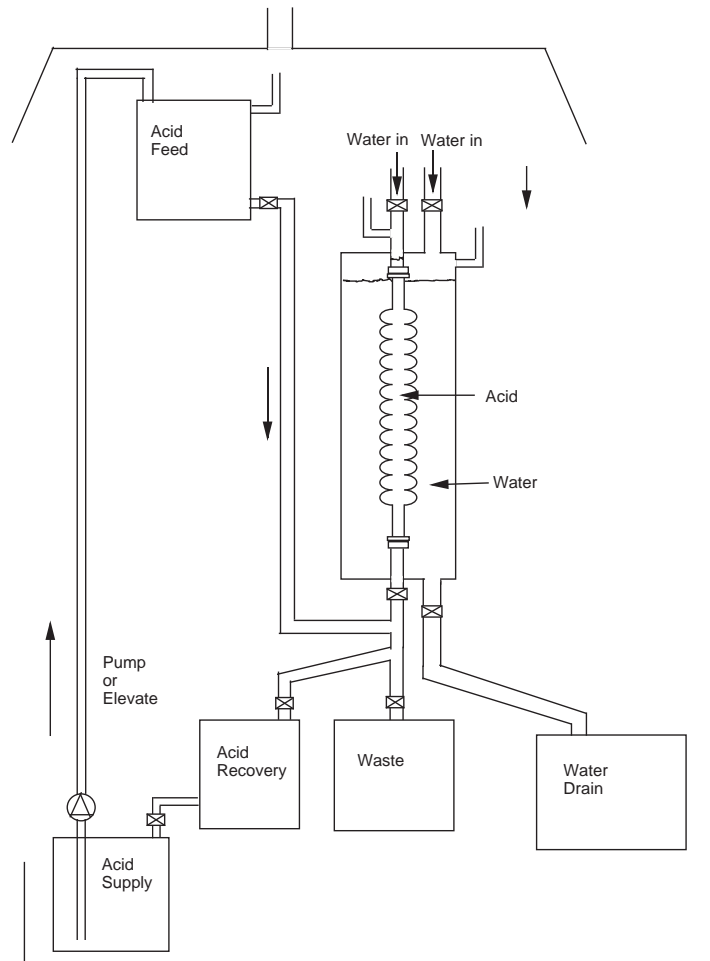 Acid
Feed
Water in
Water in
Acid
Water
Pump
or
Elevate
Acid
Recovery
Waste
Water
Drain
Acid
Supply